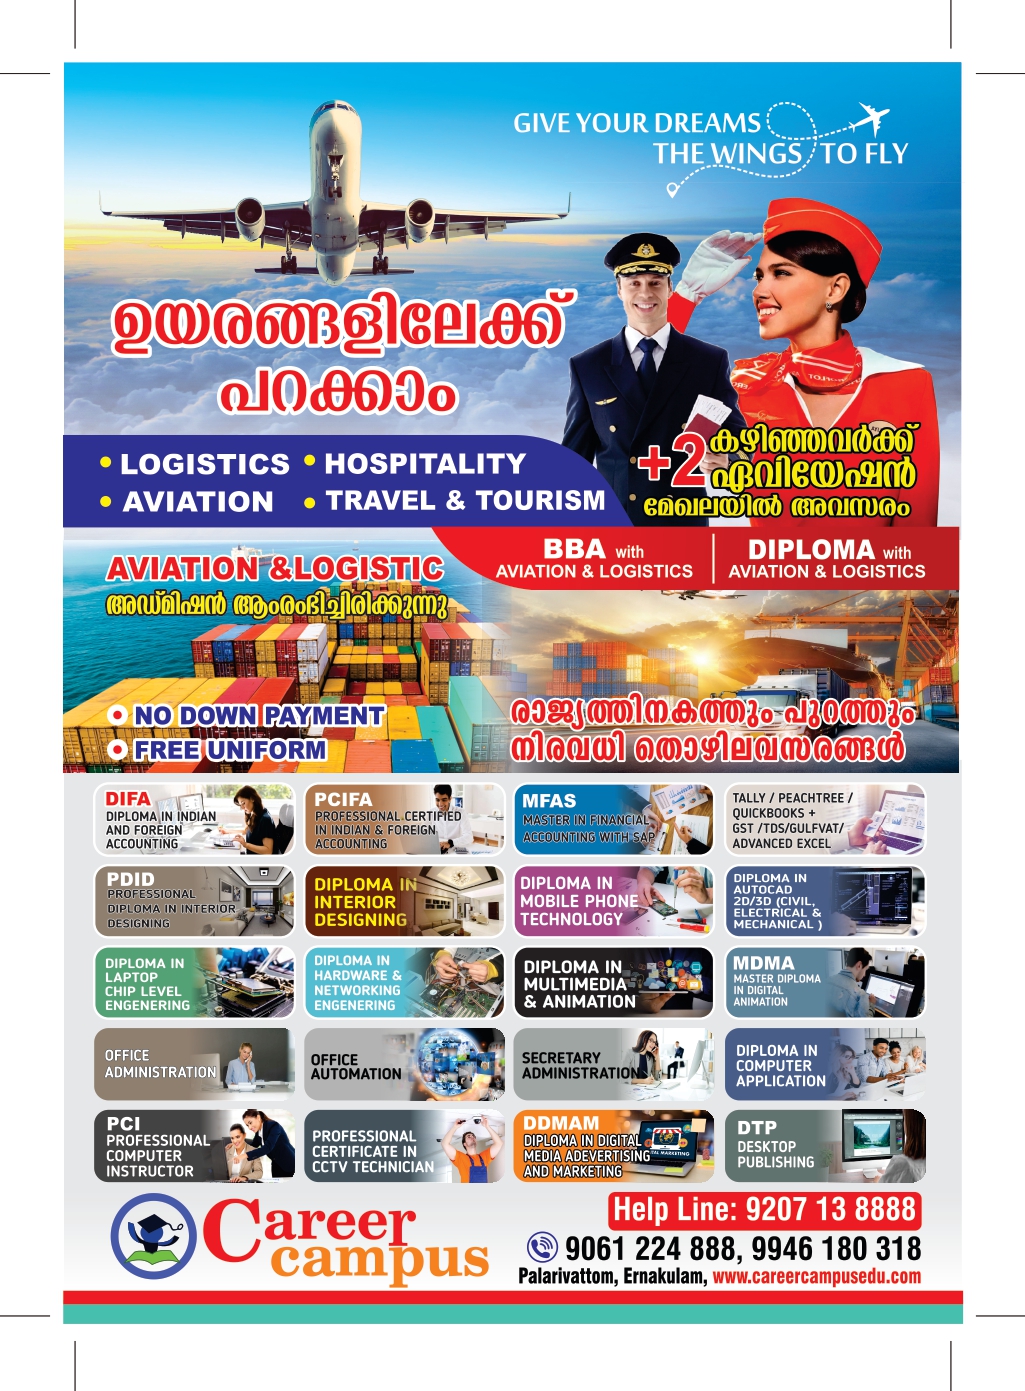 GIVE YOUR DREAMS
THE WINGS TO FLY
ഉയരങ്ങളിലേക്ക്
പറക്കാം
+2 കഴിഞ്ഞവർക്ക്
ഏവിയേഷൻ
മേഖലയിൽ അവസരം
• LOGISTICS • HOSPITALITY
• AVIATION • TRAVEL & TOURISM
BBA with
AVIATION & LOGISTICS
DIPLOMA with
AVIATION & LOGISTICS
AVIATION &LOGISTIC
അഡ്മിഷൻ ആംരംഭിച്ചിരിക്കുന്നു
• NO DOWN PAYMENT
• FREE UNIFORM
രാജ്യത്തിനകത്തും പുറത്തും
നിരവധി തൊഴിലവസരങ്ങൾ
DIFA
DIPLOMA IN INDIAN
AND FOREIGN
ACCOUNTING
PCIFA
PROFESSIONAL CERTIFIED
IN INDIAN & FOREIGN
ACCOUNTING
MFAS
MASTER IN FINANCIAL
ACCOUNTING WITH SAP
TALLY / PEACHTREE /
QUICKBOOKS +
GST /TDS/GULFVAT/
ADVANCED EXCEL
PDID
PROFESSIONAL
DIPLOMA IN INTERIOR
DESIGNING
DIPLOMA IN
INTERIOR
DESIGNING
DIPLOMA IN
MOBILE PHONE
TECHNOLOGY
DIPLOMA IN
AUTOCAD
2D/3D (CIVIL,
ELECTRICAL &
MECHANICAL )
DIPLOMA IN
LAPTOP
CHIP LEVEL
ENGENERING
DIPLOMA IN
HARDWARE &
NETWORKING
ENGENERING
DIPLOMA IN
MULTIMEDIA
& ANIMATION
MDMA
MASTER DIPLOMA
IN DIGITAL
ANIMATION
OFFICE
ADMINISTRATION
OFFICE
AUTOMATION
SECRETARY
ADMINISTRATIONS
DIPLOMA IN
COMPUTER
APPLICATION
PCI
PROFESSIONAL
COMPUTER
INSTRUCTOR
PROFESSIONAL
CERTIFICATE IN
CCTV TECHNICIAN
DDMAM
DIPLOMA IN DIGITAL
MEDIA ADEVERTISING
AND MARKETING
DTP
DESKTOP
PUBLISHING
Career
campus
Help Line: 9207 13 8888
9061 224 888, 9946 180 318
Palarivattom, Ernakulam, www.careercampusedu.com